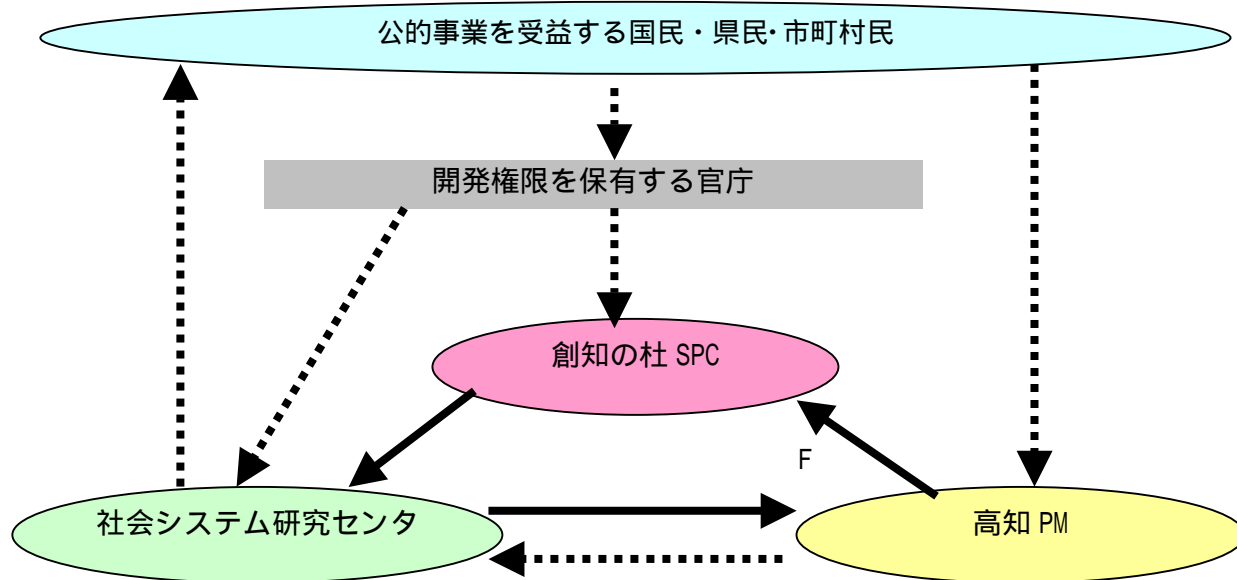 公的事業を受益する国民・県民・市町村民
開発権限を保有する官庁
創知の杜 SPC
F
社会システム研究センタ
高知 PM